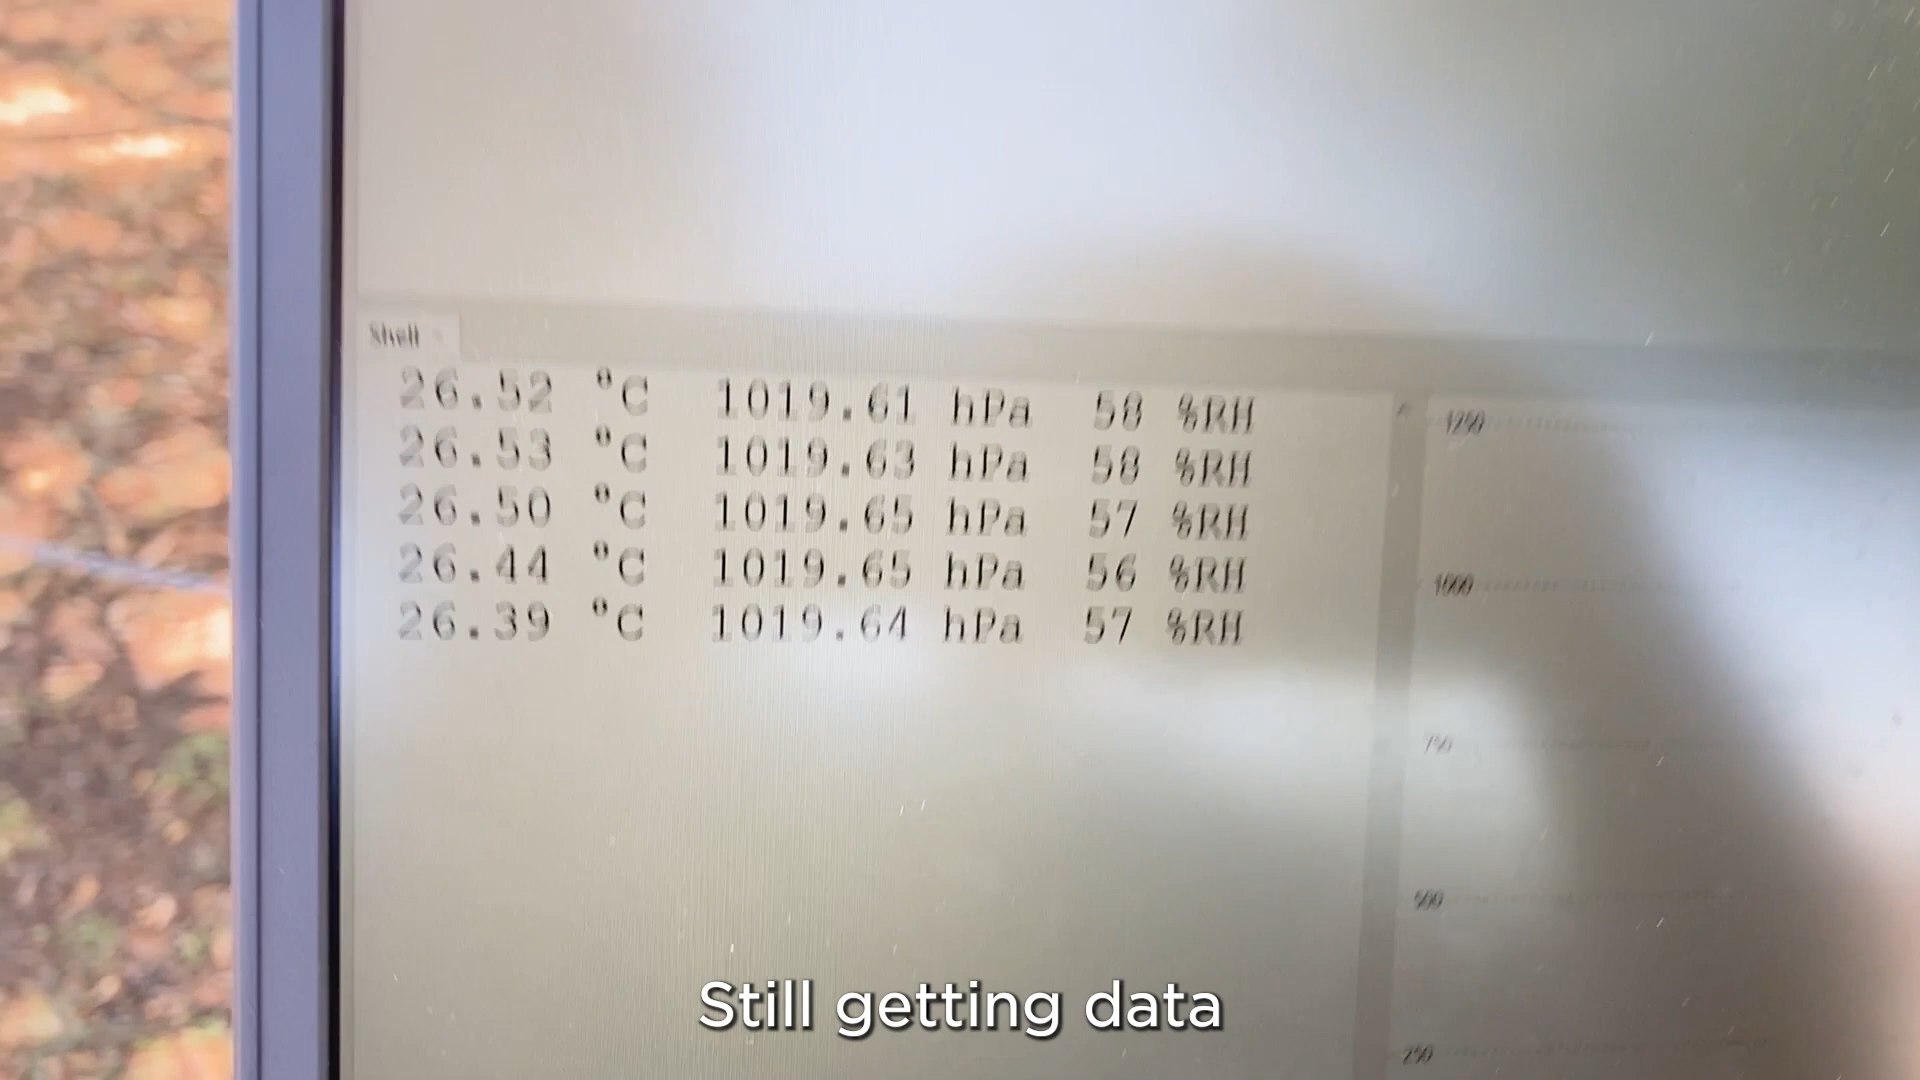 Shell
26.52 °C 1019.61 hPa 58 %RH
26.53 °C 1019.63 hPa 58 %RH
26.50 °C 1019.65 hPa 57 %RH
26.44 °C 1019.65 hPa 56 %RH
26.39 °C 1019.64 hPa 57 %RH
1250
1000
750
500
250
Still getting data